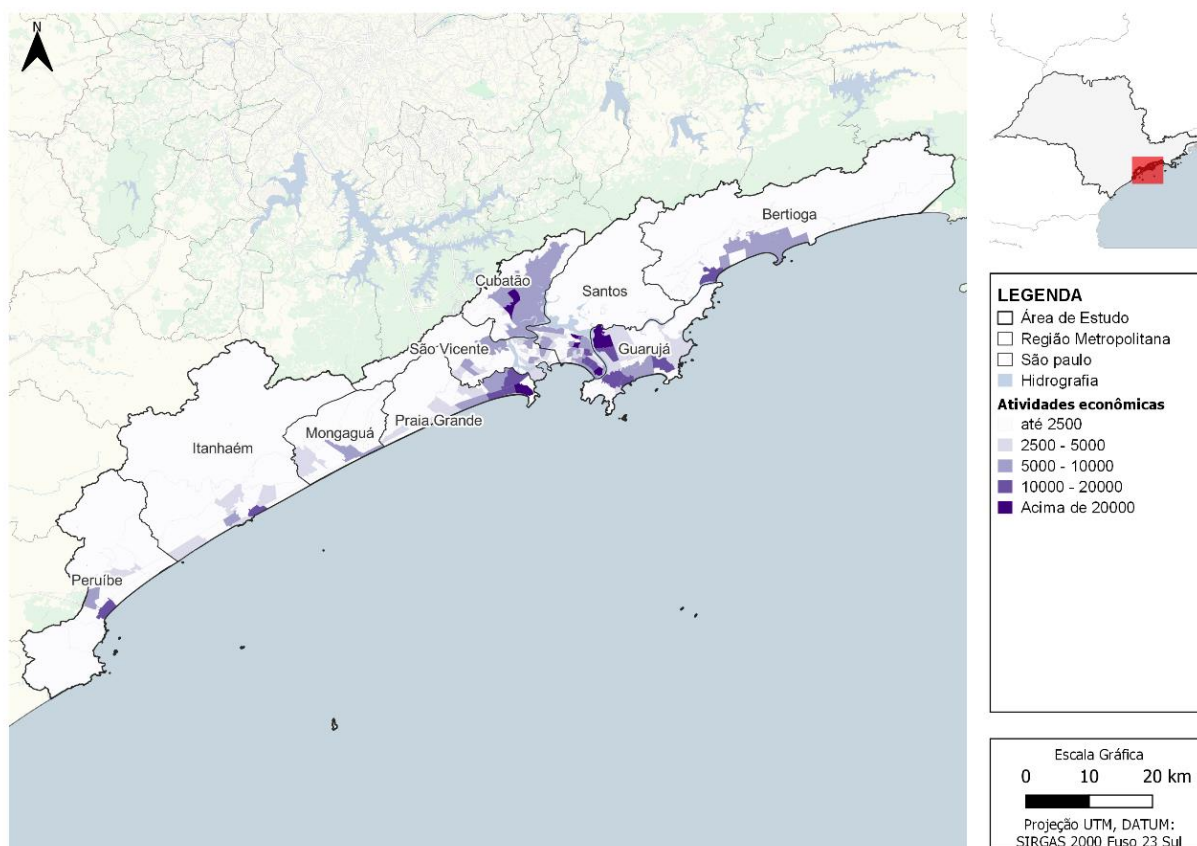 N
Bertioga
Cubatão
Santos
São Vicente
Guarujá
Praia Grande
Mongaguá
Itanhaém
Peruíbe
LEGENDA
Área de Estudo
Região Metropolitana
São paulo
Hidrografia
Atividades econômicas
até 2500
2500 - 5000
5000 - 10000
10000 - 20000
Acima de 20000
Escala Gráfica
0 10 20 km
Projeção UTM, DATUM:
SIRGAS 2000 Fuso 23 Sul